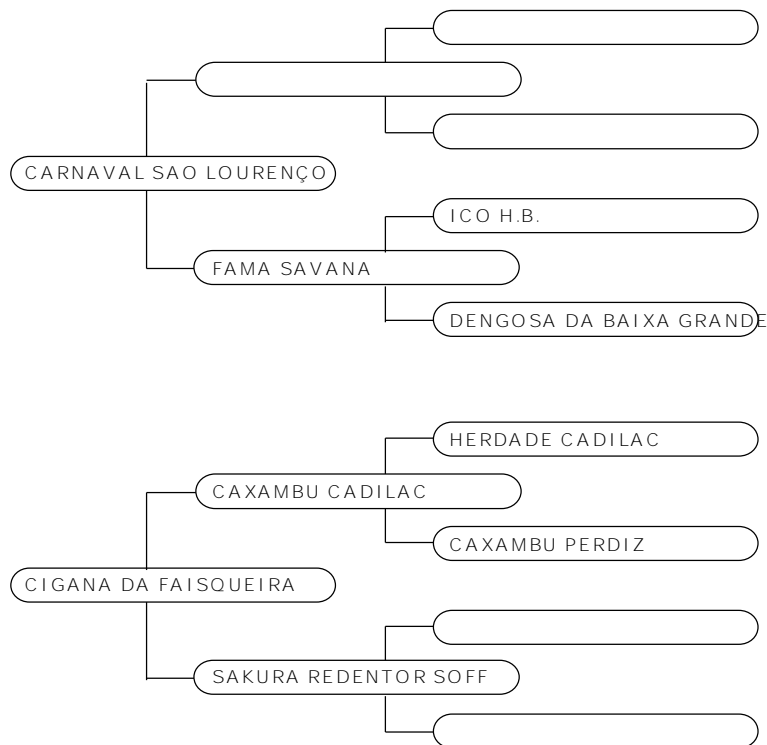 CARNAVAL SAO LOURENÇO
ICO H.B.
FAMA SAVANA
DENGOSA DA BAIXA GRANDE
HERDADE CADILAC
CAXAMBU CADILAC
CAXAMBU PERDIZ
CIGANA DA FAISQUEIRA
SAKURA REDENTOR SOFF